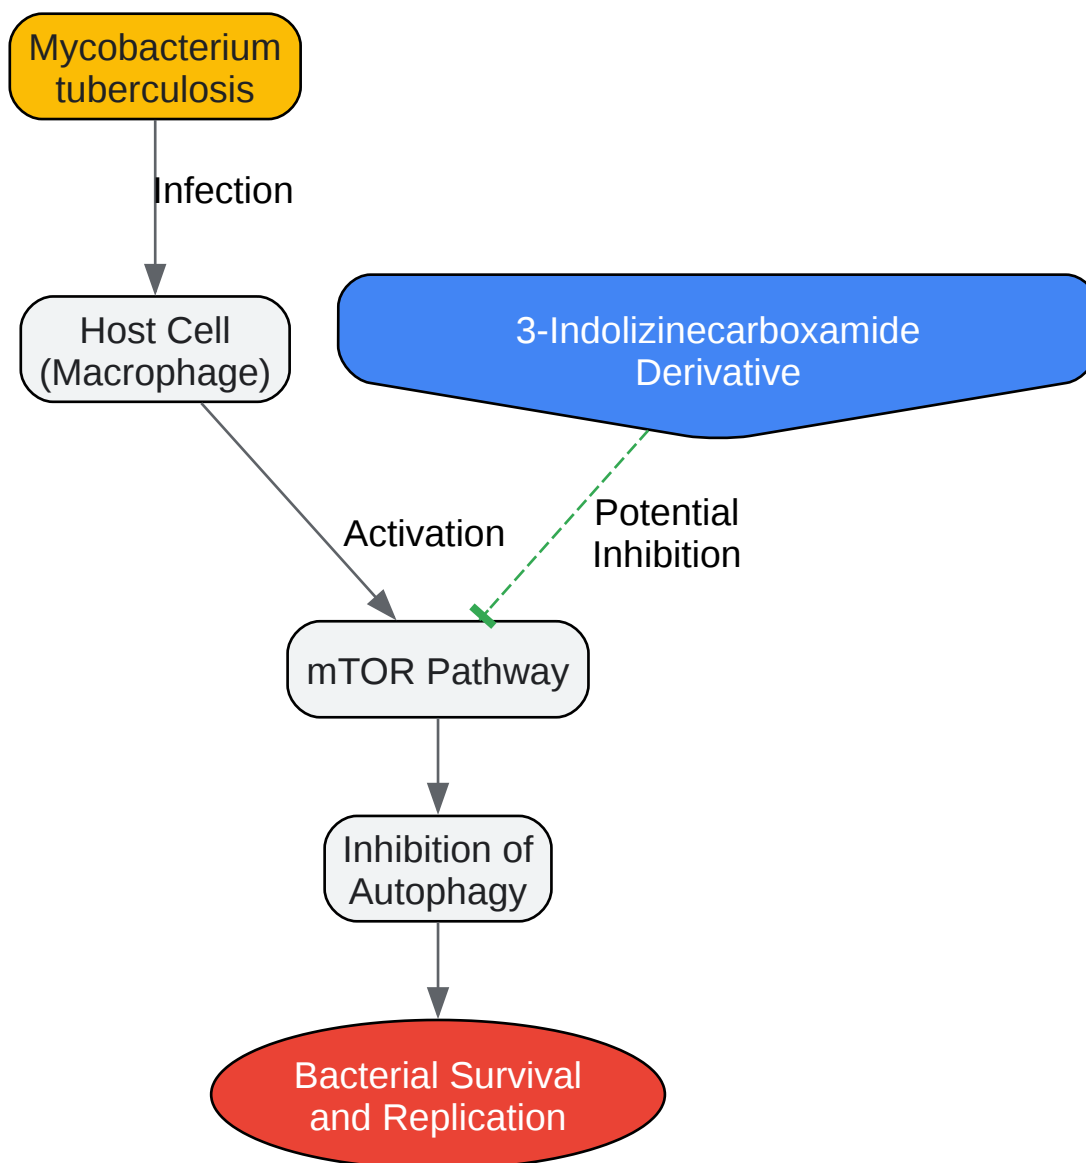 Mycobacterium
tuberculosis
Infection
Host Cell
(Macrophage)
3-Indolizinecarboxamide
Derivative
Activation
Potential
Inhibition
mTOR Pathway
Inhibition of
Autophagy
Bacterial Survival
and Replication